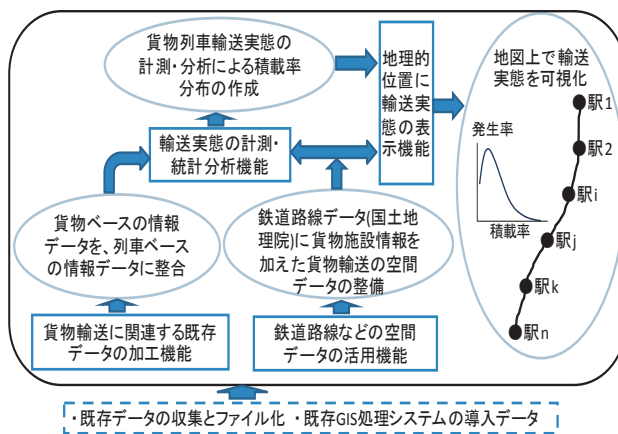 貨物列車輸送実態の
計測・分析による積載率
分布の作成
地理的
位置に
輸送実
態の表
示機能
地図上で輸送
実態を可視化
輸送実態の計測・
統計分析機能
発生率
積載率
駅1
駅2
駅i
駅j
駅k
駅n
貨物ベースの情報
データを、列車ベース
の情報データに整合
鉄道路線データ(国土地
理院)に貨物施設情報を
加えた貨物輸送の空間
データの整備
貨物輸送に関連する既存
データの加工機能
鉄道路線などの空間
データの活用機能
・既存データの収集とファイル化 ・既存GIS処理システムの導入データ